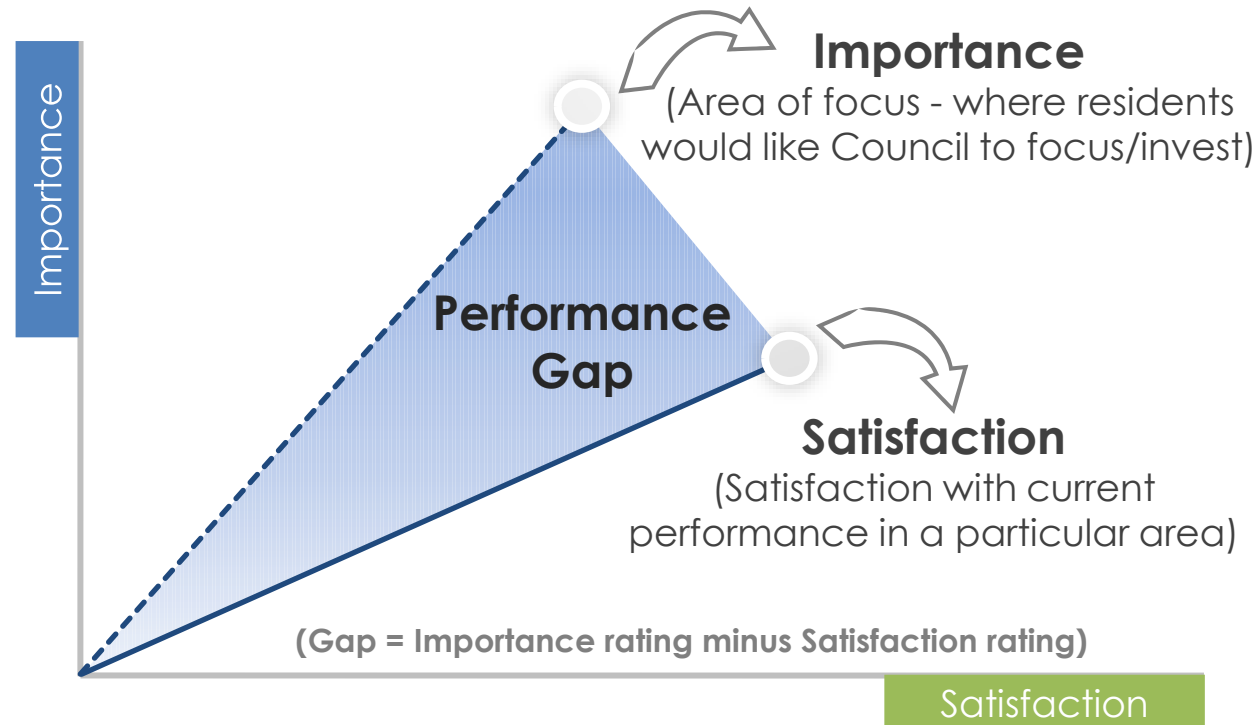 Importance
Importance
(Area of focus - where residents
would like Council to focus/invest)
Performance
Gap
Satisfaction
(Satisfaction with current
performance in a particular area)
(Gap = Importance rating minus Satisfaction rating)
Satisfaction